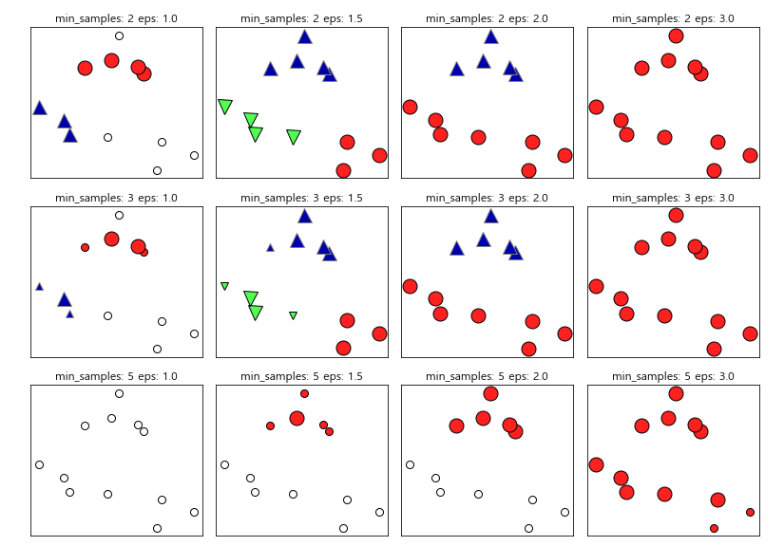 min_samples: 2 eps: 1.0
min_samples: 2 eps: 1.5
min_samples: 2 eps: 2.0
min_samples: 2 eps: 3.0
min_samples: 3 eps: 1.0
min_samples: 3 eps: 1.5
min_samples: 3 eps: 2.0
min_samples: 3 eps: 3.0
min_samples: 5 eps: 1.0
min_samples: 5 eps: 1.5
min_samples: 5 eps: 2.0
min_samples: 5 eps: 3.0